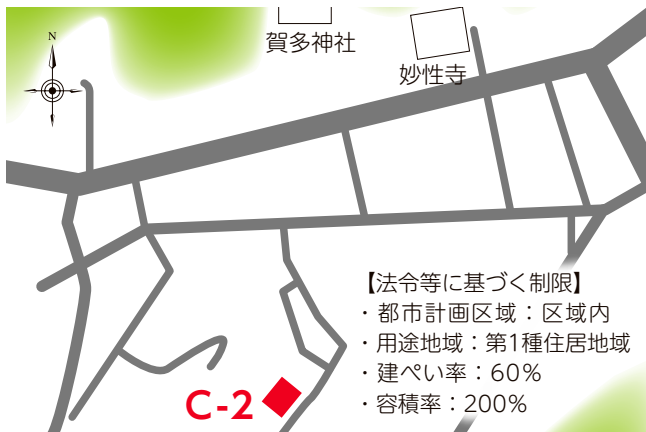 賀多神社
妙性寺
N
【法令等に基づく制限】
・都市計画区域：区域内
・用途地域：第1種住居地域
・建ぺい率：60%
・容積率：200%
C-2